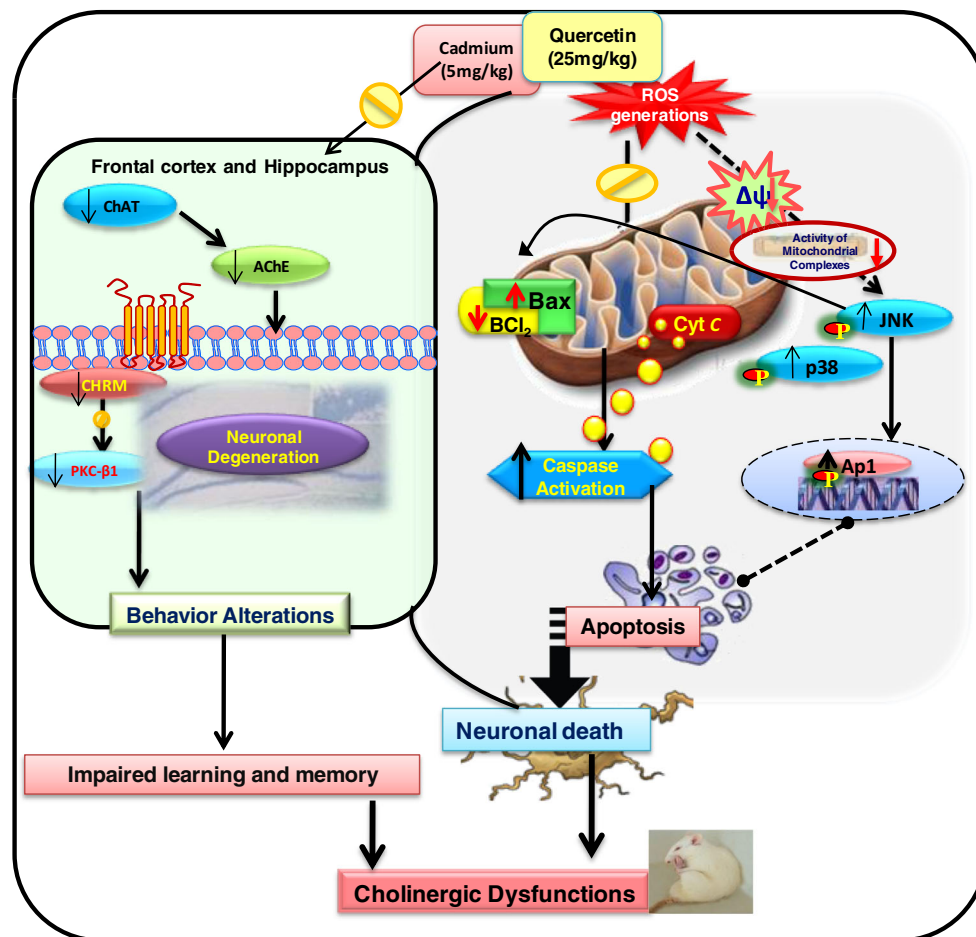 Cadmium
(5mg/kg)
Quercetin
(25mg/kg)
ROS
generations
Frontal cortex and Hippocampus
ChAT
AChE
CHRM
PKC-β1
Neuronal
Degeneration
Δψ
Activity of
Mitochondrial
Complexes
Bax
BCl2
Cyt C
P
JNK
P
p38
Caspase
Activation
Ap1
P
Behavior Alterations
Apoptosis
Neuronal death
Impaired learning and memory
Cholinergic Dysfunctions